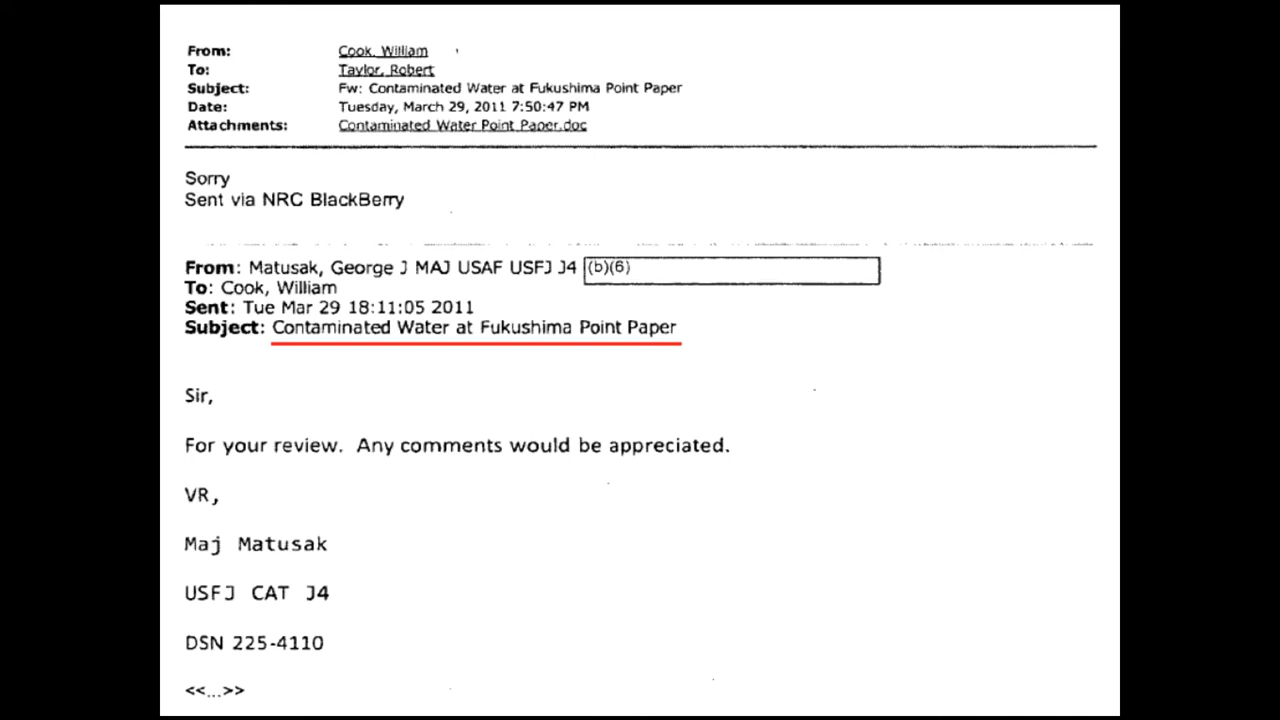 From: Cook, William
To: Taylor, Robert
Subject: Fw: Contaminated Water at Fukushima Point Paper
Date: Tuesday, March 29, 2011 7:50:47 PM
Attachments: Contaminated Water Point Paper.doc
Sorry
Sent via NRC BlackBerry
From: Matusak, George J MAJ USAF USFJ J4 (b)(6)
To: Cook, William
Sent: Tue Mar 29 18:11:05 2011
Subject: Contaminated Water at Fukushima Point Paper
Sir,
For your review. Any comments would be appreciated.
VR,
Maj Matusak
USFJ CAT J4
DSN 225-4110
<<...>>